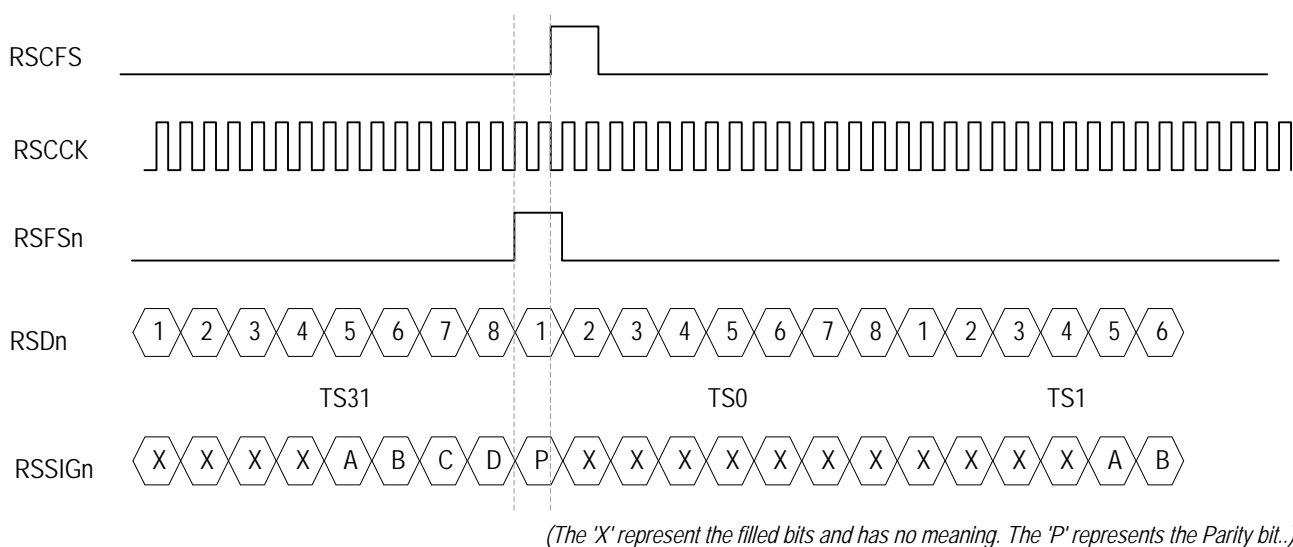 RSCFS
RSCCK
RSFSn
RSDn 1 2 3 4 5 6 7 8 1 2 3 4 5 6 7 8 1 2 3 4 5 6
TS31 TS0 TS1
RSSIGn X X X X A B C D P X X X X X X X X X X X A B
(The 'X' represent the filled bits and has no meaning. The 'P' represents the Parity bit..)